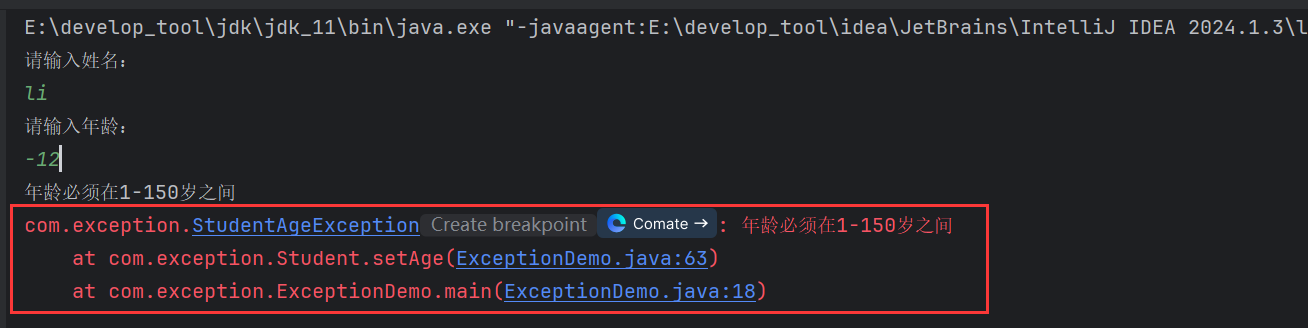 E:\develop_tool\jdk\jdk_11\bin\java.exe "-javaagent:E:\develop_tool\idea\JetBrains\IntelliJ IDEA 2024.1.3\l
请输入姓名:
li
请输入年龄:
-12
年龄必须在1-150岁之间
com.exception.StudentAgeException Create breakpoint Comate → : 年龄必须在1-150岁之间
at com.exception.Student.setAge(ExceptionDemo.java:63)
at com.exception.ExceptionDemo.main(ExceptionDemo.java:18)